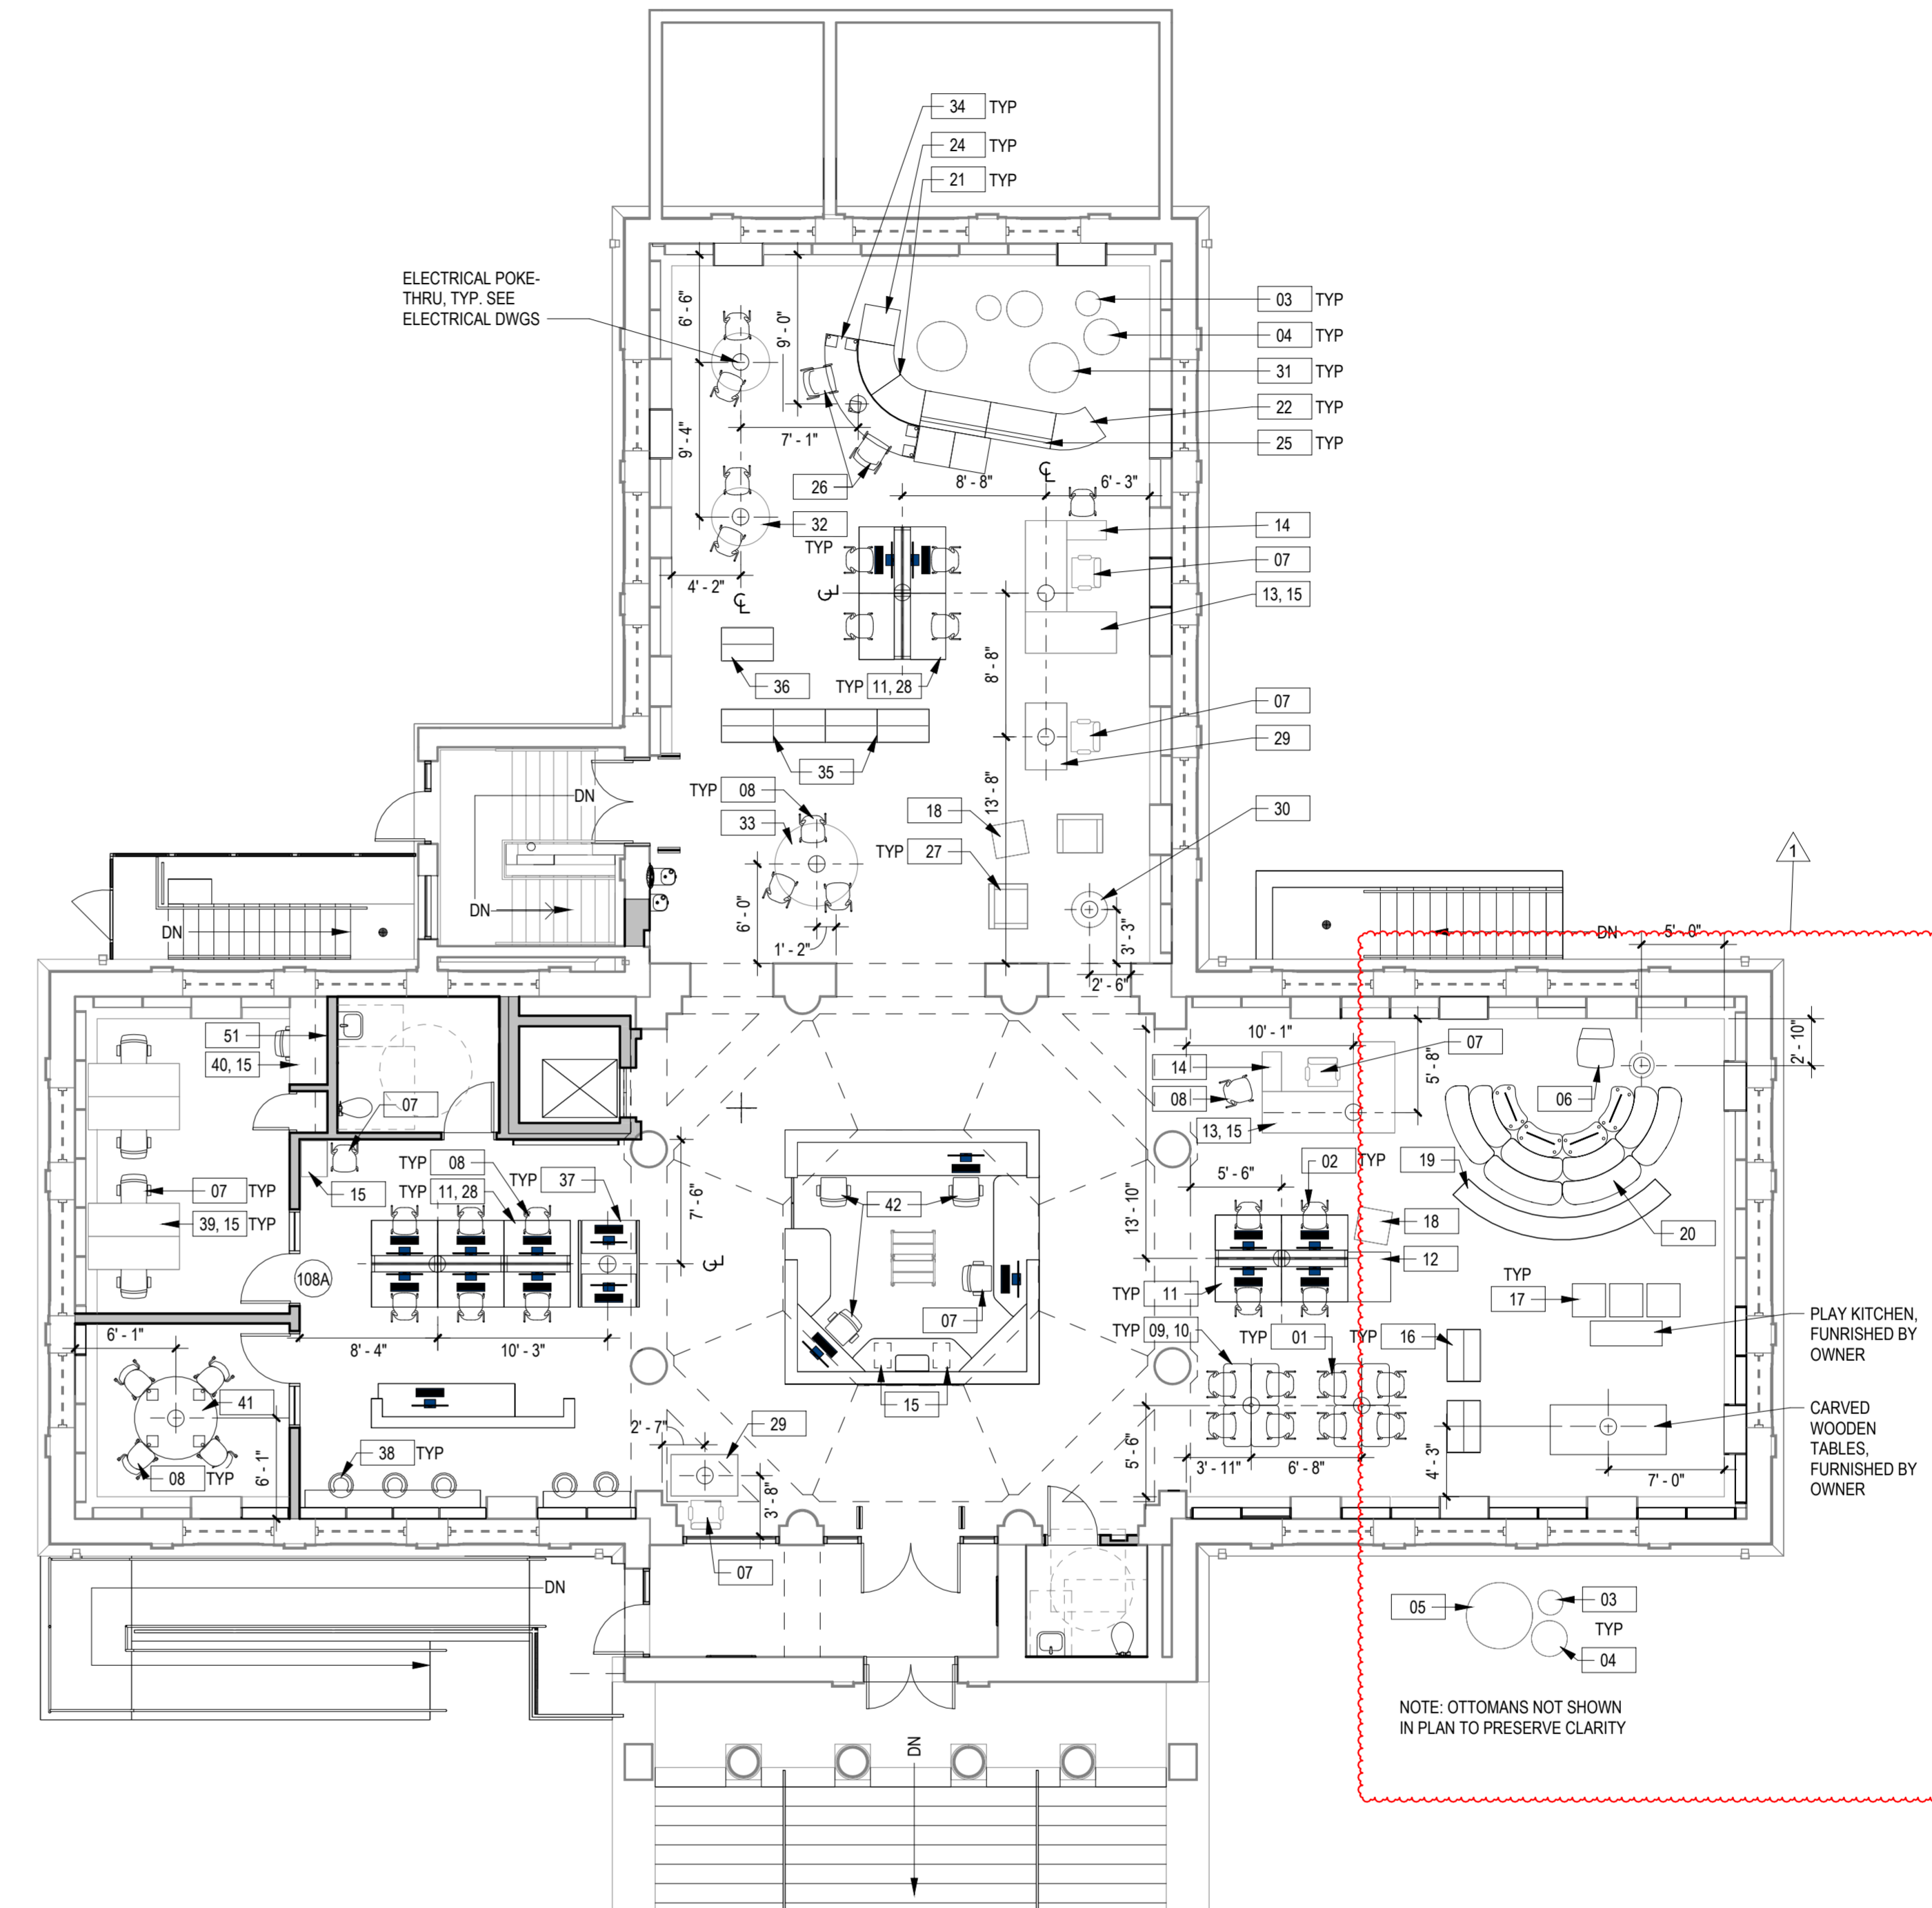 34 TYP
24 TYP
21 TYP
ELECTRICAL POKE-
THRU, TYP. SEE
ELECTRICAL DWGS
6' - 6"
9' - 0"
03 TYP
04 TYP
31 TYP
22 TYP
25 TYP
9' - 4"
7' - 1"
26
8' - 8"
6' - 3"
32
TYP
14
07
13, 15
4' - 2"
8' - 8"
36
TYP 11, 28
07
29
35
13' - 8"
DN
TYP 08
33
18
TYP 27
30
1
DN
DN
6' - 0"
1' - 2"
3' - 3"
2' - 6"
DN
5' - 0"
51
40, 15
07
10' - 1"
07
14
08
13, 15
5' - 8"
06
2' - 10"
07 TYP
39, 15 TYP
15
TYP 08
TYP 11, 28
TYP 37
7' - 6"
42
07
15
13' - 10"
5' - 6"
02 TYP
19
18
20
12
TYP 11
TYP
17
108A
6' - 1"
8' - 4"
10' - 3"
TYP 09, 10
TYP 01
TYP 16
PLAY KITCHEN,
FUNRISHED BY
OWNER
41
08 TYP
6' - 1"
38 TYP
2' - 7"
29
3' - 8"
07
5' - 6"
3' - 11"
6' - 8"
4' - 3"
7' - 0"
CARVED
WOODEN
TABLES,
FURNISHED BY
OWNER
DN
05
03
TYP
04
NOTE: OTTOMANS NOT SHOWN
IN PLAN TO PRESERVE CLARITY
DN